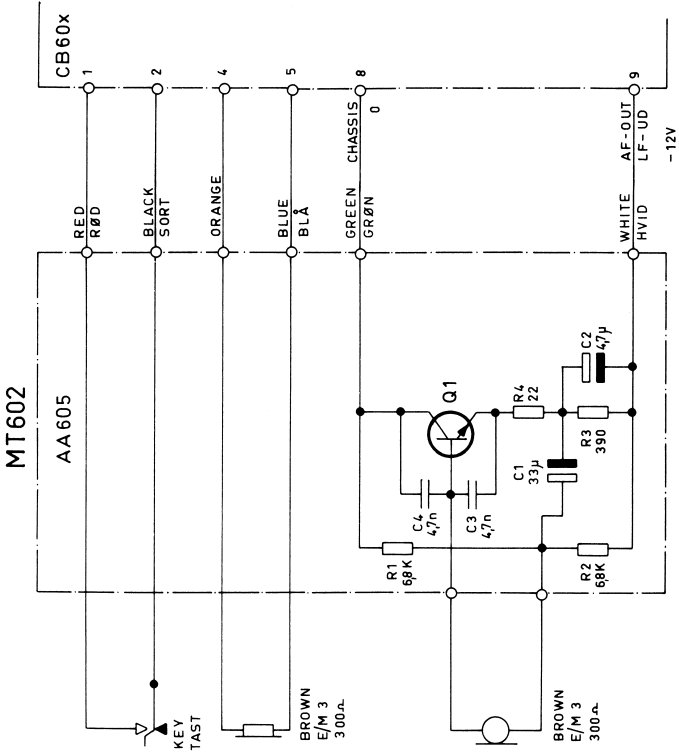 MT602
AA605
CB60x
1
2
4
5
8
9
RED
RØD
BLACK
SORT
ORANGE
BLUE
BLÅ
GREEN
GRØN
CHASSIS
0
WHITE
HVID
AF-OUT
LF-UD
-12V
Q1
R4
22
C2
4,7µ
R3
390
C1
33µ
C4
4,7n
C3
4,7n
R1
6,8K
R2
6,8K
KEY
TAST
BROWN
E/M 3
300Ω
BROWN
E/M 3
300Ω